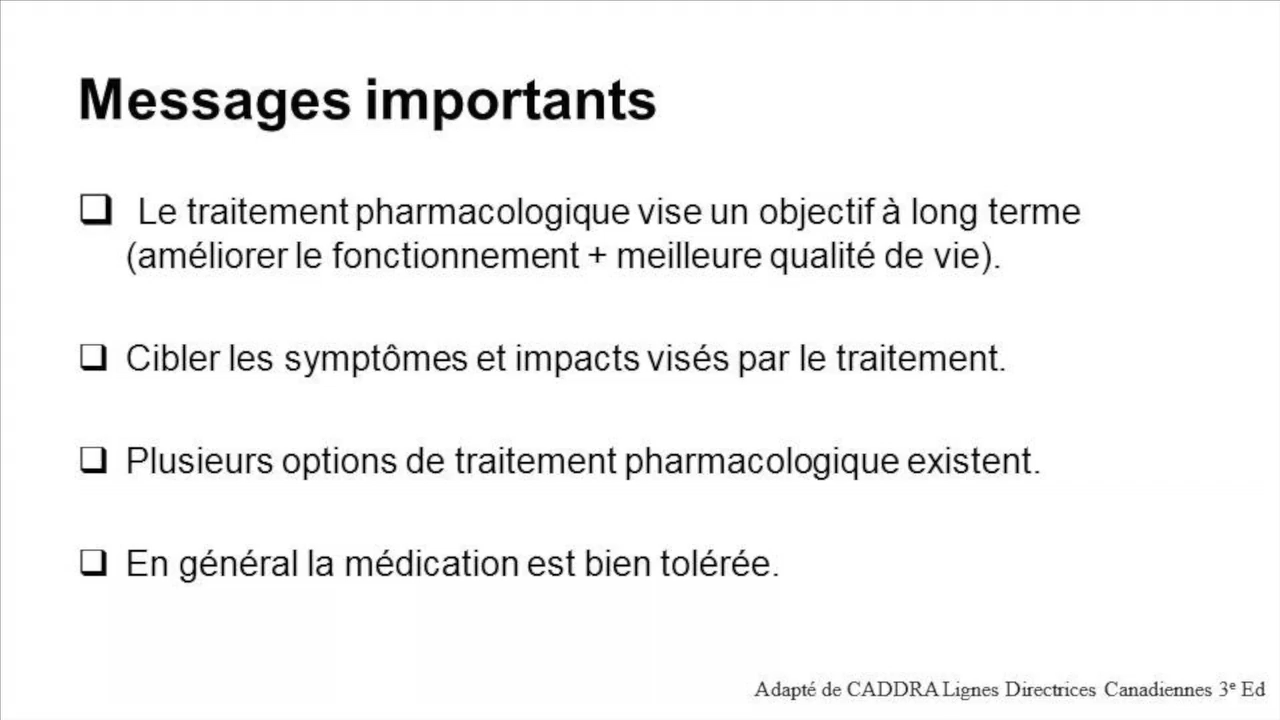 Messages importants
❑ Le traitement pharmacologique vise un objectif à long terme
(améliorer le fonctionnement + meilleure qualité de vie).
❑ Cibler les symptômes et impacts visés par le traitement.
❑ Plusieurs options de traitement pharmacologique existent.
❑ En général la médication est bien tolérée.
Adapté de CADDRA Lignes Directrices Canadiennes 3e Ed